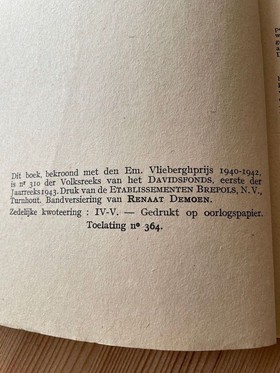 Dit boek, bekroond met den Em. Vlieberghprijs 1940-1942,
is nr 310 der Volksreeks van het DAVIDSFONDS, eerste der
Jaarreeks 1943. Druk van de ETABLISSEMENTEN BREPOLS, N.V.,
Turnhout. Bandversiering van RENAAT DEMOEN.
Zedelijke kwoteering : IV-V. — Gedrukt op oorlogspapier.
Toelating no 364.